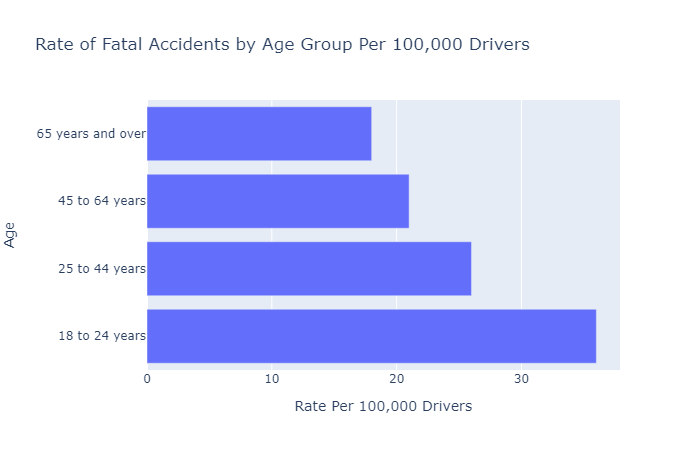 Rate of Fatal Accidents by Age Group Per 100,000 Drivers
65 years and over
45 to 64 years
25 to 44 years
18 to 24 years
Age
0 10 20 30
Rate Per 100,000 Drivers